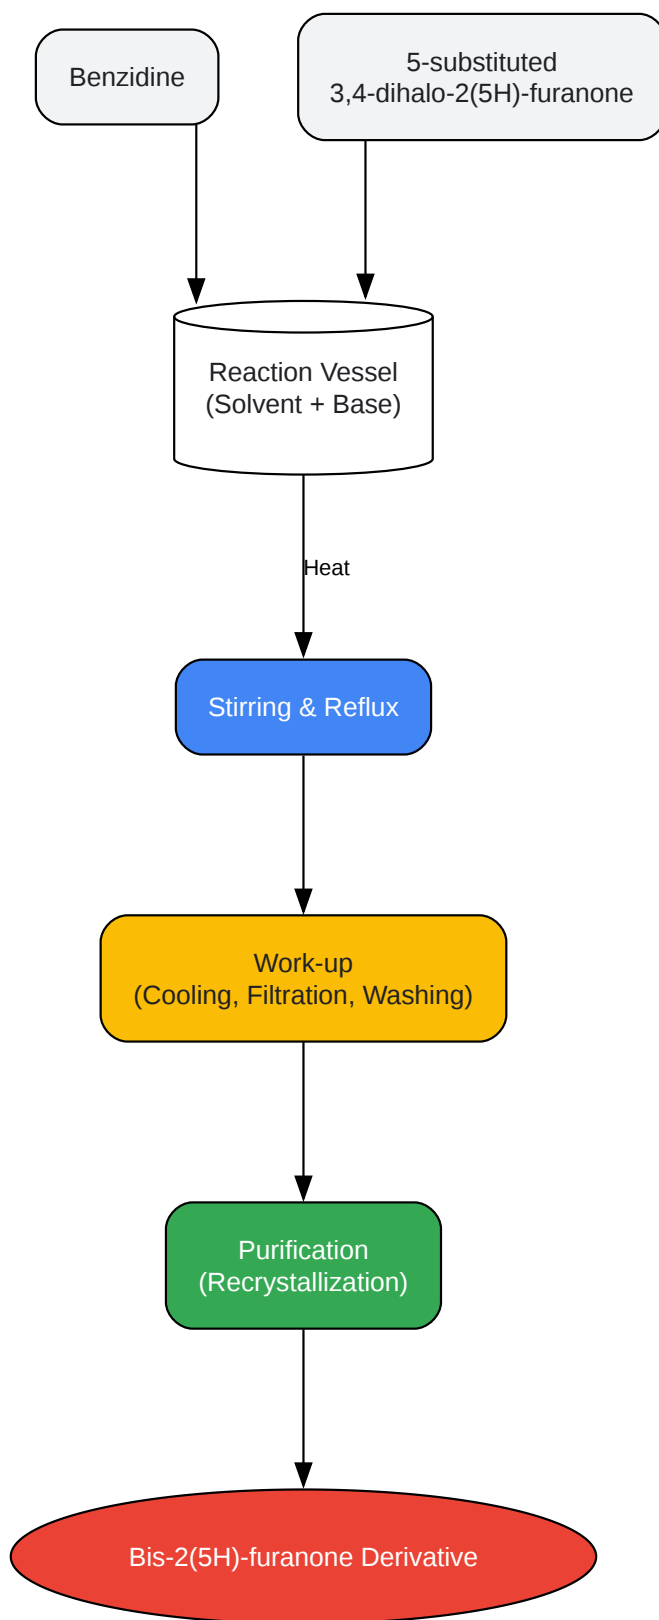 Benzidine
5-substituted
3,4-dihalo-2(5H)-furanone
Reaction Vessel
(Solvent + Base)
Heat
Stirring & Reflux
Work-up
(Cooling, Filtration, Washing)
Purification
(Recrystallization)
Bis-2(5H)-furanone Derivative